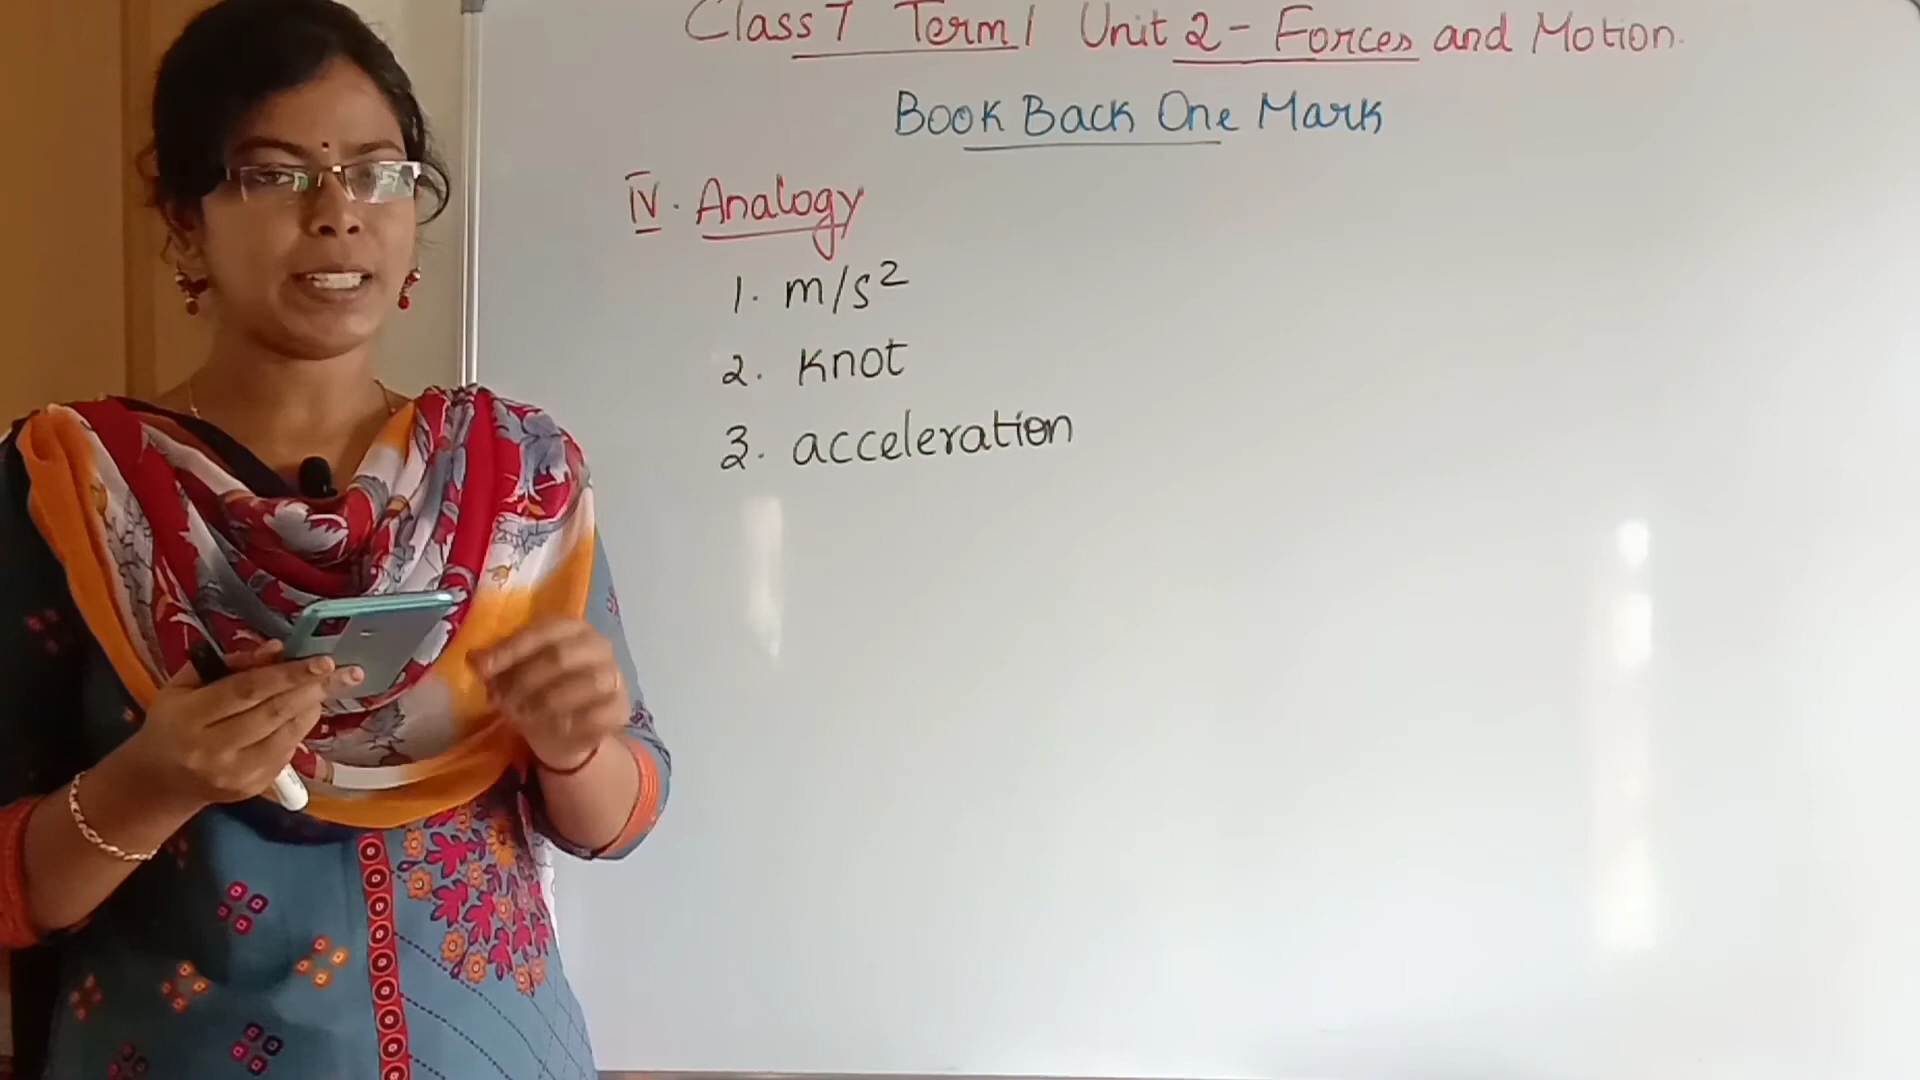 Class 7 Term 1 Unit 2 - Forces and Motion.
Book Back One Mark
IV. Analogy
1. m/s²
2. knot
3. acceleration